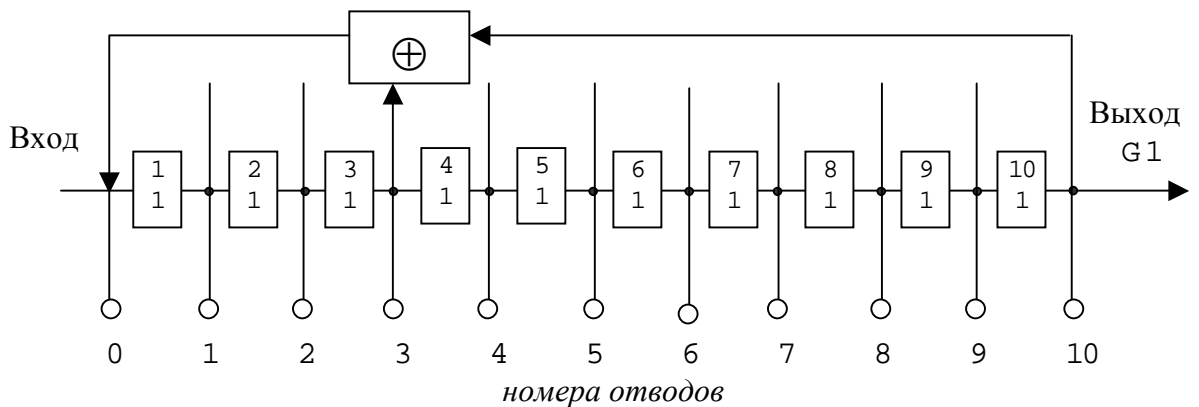 ⊕
Вход
Выход
G1
1 2 3 4 5 6 7 8 9 10
1 1 1 1 1 1 1 1 1 1
0 1 2 3 4 5 6 7 8 9 10
номера отводов